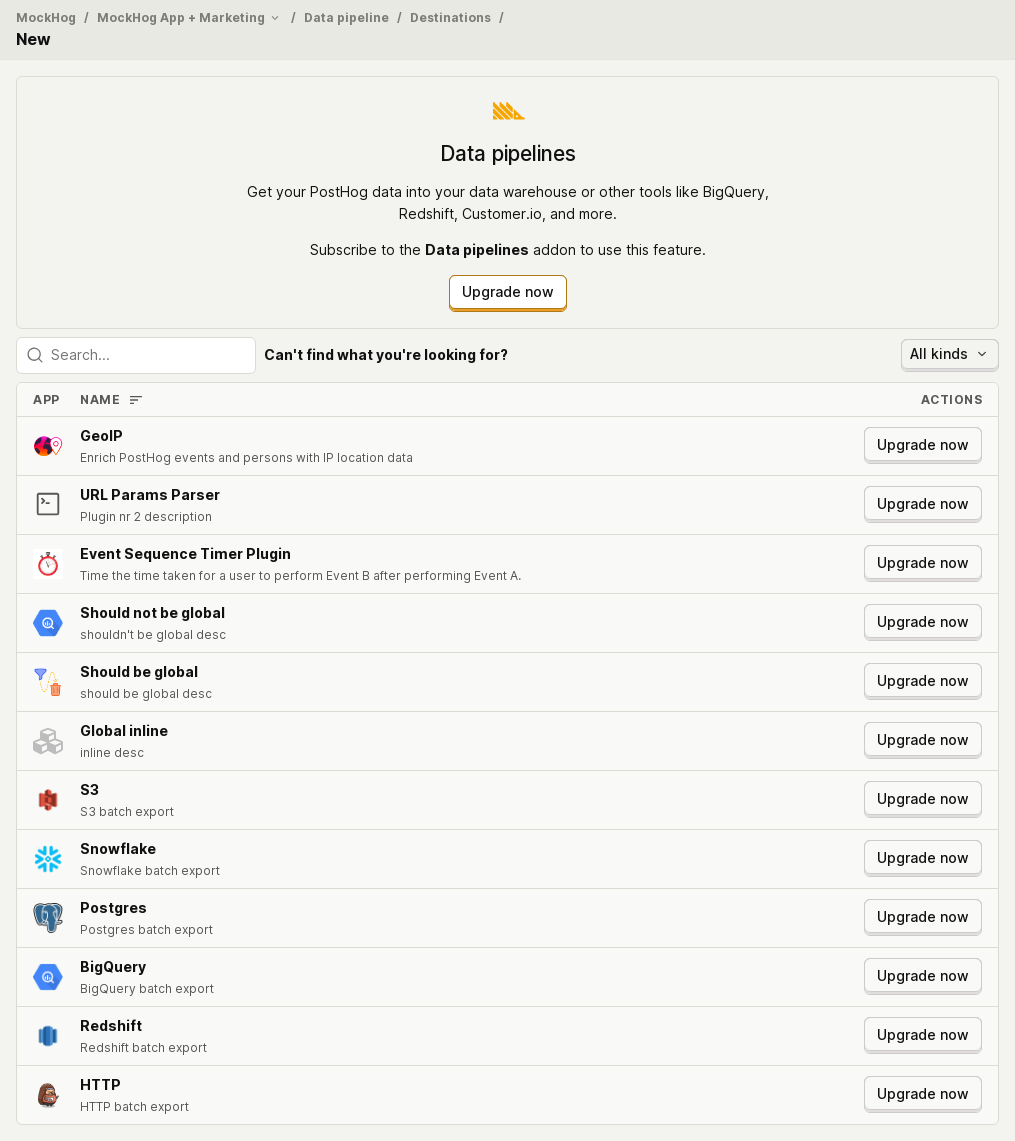 MockHog / MockHog App + Marketing / Data pipeline / Destinations /
New
Data pipelines
Get your PostHog data into your data warehouse or other tools like BigQuery,
Redshift, Customer.io, and more.
Subscribe to the Data pipelines addon to use this feature.
Upgrade now
Search... Can't find what you're looking for? All kinds
APP NAME ACTIONS
GeoIP
Enrich PostHog events and persons with IP location data
Upgrade now
URL Params Parser
Plugin nr 2 description
Upgrade now
Event Sequence Timer Plugin
Time the time taken for a user to perform Event B after performing Event A.
Upgrade now
Should not be global
shouldn't be global desc
Upgrade now
Should be global
should be global desc
Upgrade now
Global inline
inline desc
Upgrade now
S3
S3 batch export
Upgrade now
Snowflake
Snowflake batch export
Upgrade now
Postgres
Postgres batch export
Upgrade now
BigQuery
BigQuery batch export
Upgrade now
Redshift
Redshift batch export
Upgrade now
HTTP
HTTP batch export
Upgrade now